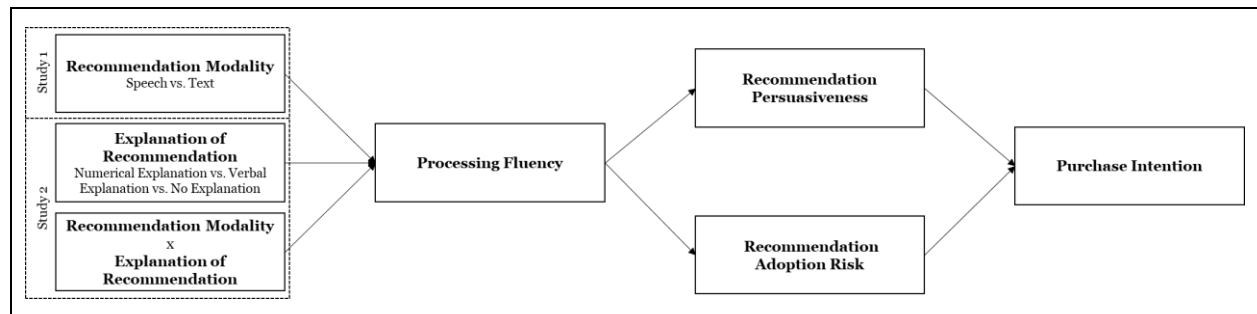 Study 1
Recommendation Modality
Speech vs. Text
Study 2
Explanation of
Recommendation
Numerical Explanation vs. Verbal
Explanation vs. No Explanation
Recommendation Modality
x
Explanation of
Recommendation
Processing Fluency
Recommendation
Persuasiveness
Recommendation
Adoption Risk
Purchase Intention